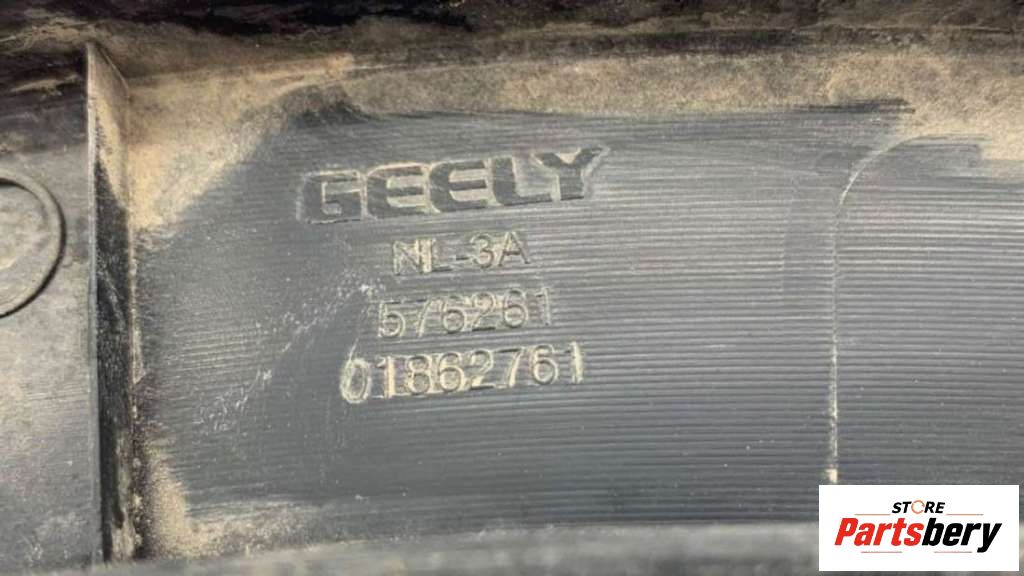 GEELY
NL-3A
576261
01862761
STORE
Partsbery